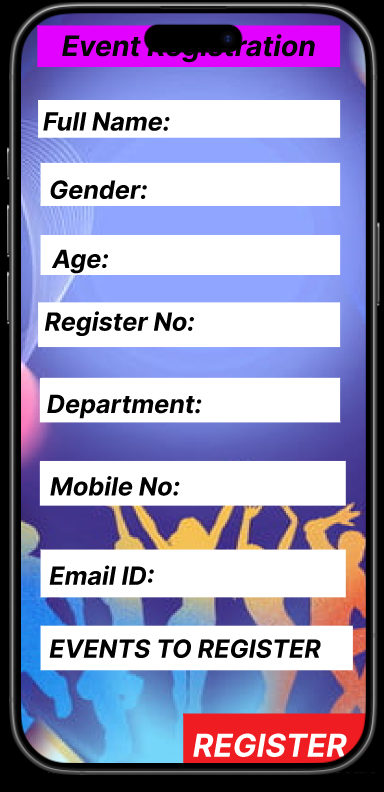 Event Registration
Full Name:
Gender:
Age:
Register No:
Department:
Mobile No:
Email ID:
EVENTS TO REGISTER
REGISTER